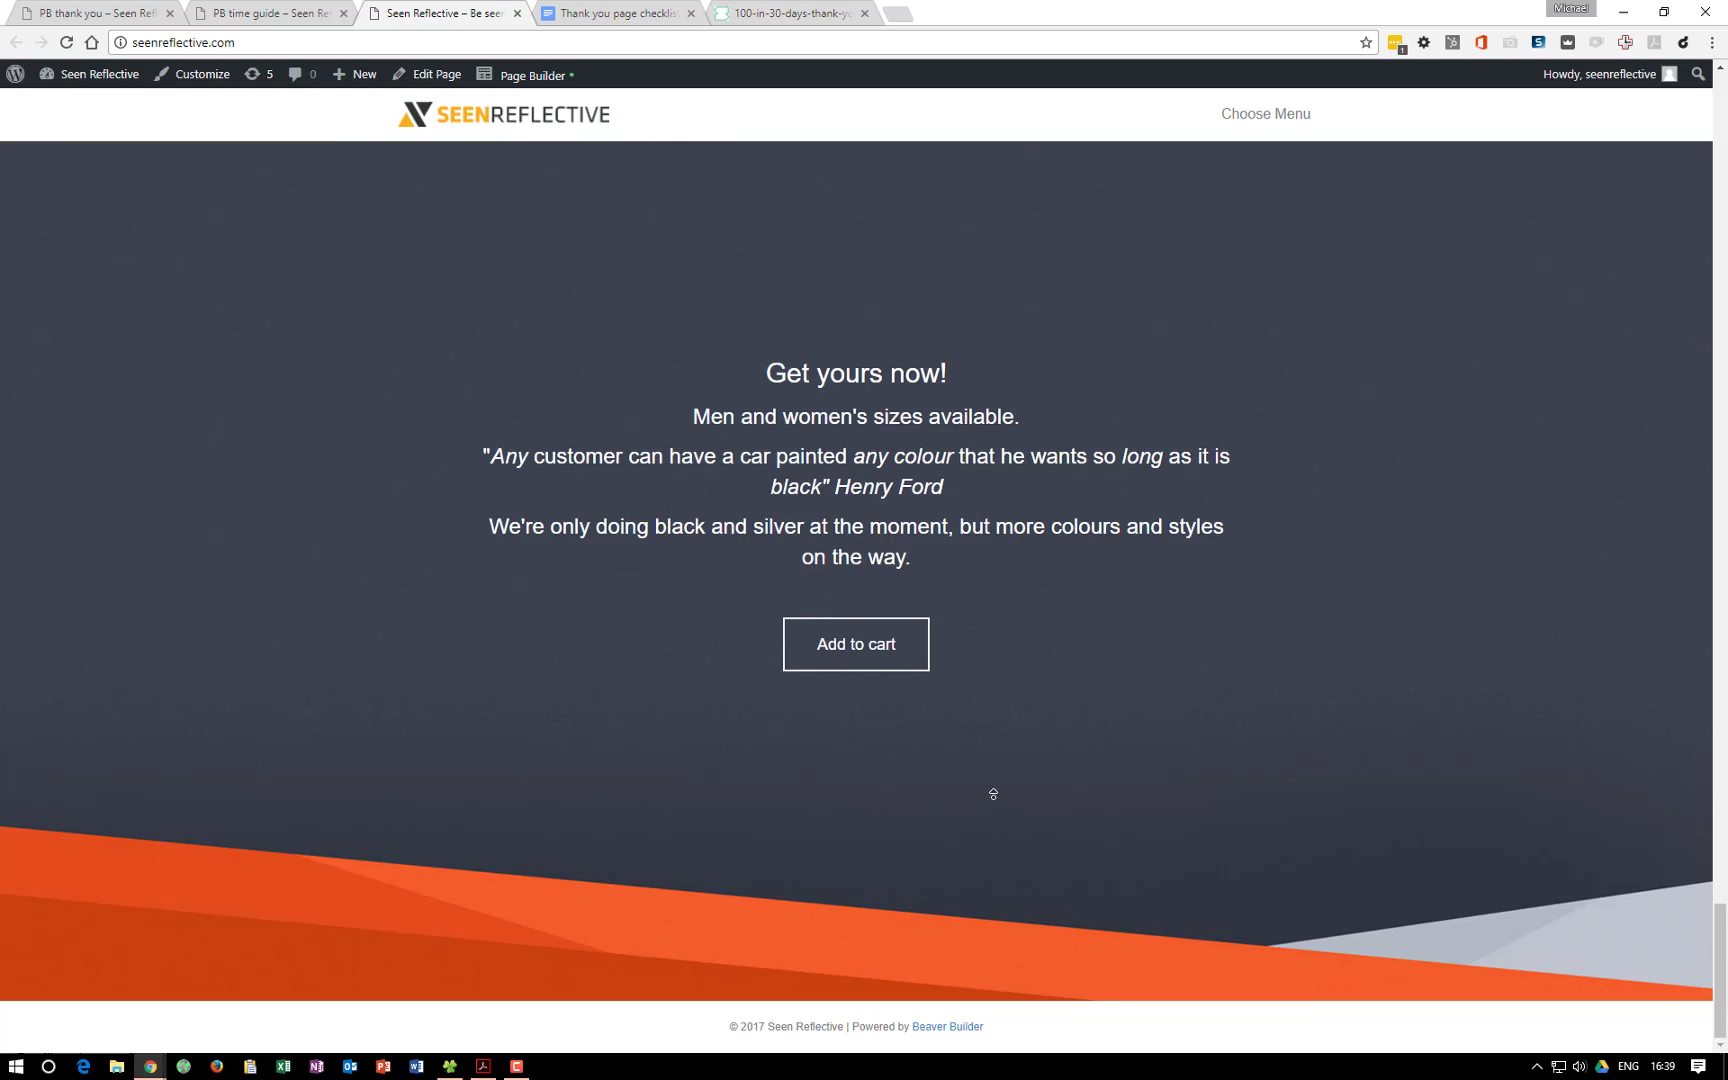 PB thank you – Seen Refl
PB time guide – Seen Re
Seen Reflective – Be see
Thank you page checklis
100-in-30-days-thank-y
Michael
seenreflective.com
1
Seen Reflective
Customize
5
0
New
Edit Page
Page Builder
Howdy, seenreflective
SEENREFLECTIVE
Choose Menu
Get yours now!
Men and women's sizes available.
"Any customer can have a car painted any colour that he wants so long as it is
black" Henry Ford
We're only doing black and silver at the moment, but more colours and styles
on the way.
Add to cart
© 2017 Seen Reflective | Powered by Beaver Builder
ENG
16:39